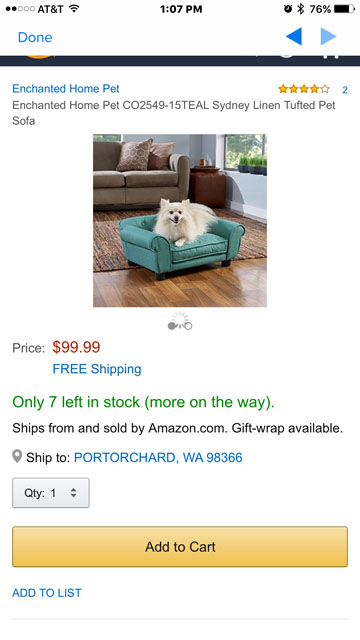 AT&T 1:07 PM 76%
Done
Enchanted Home Pet 2
Enchanted Home Pet CO2549-15TEAL Sydney Linen Tufted Pet
Sofa
Price: $99.99
FREE Shipping
Only 7 left in stock (more on the way).
Ships from and sold by Amazon.com. Gift-wrap available.
Ship to: PORTORCHARD, WA 98366
Qty: 1
Add to Cart
ADD TO LIST